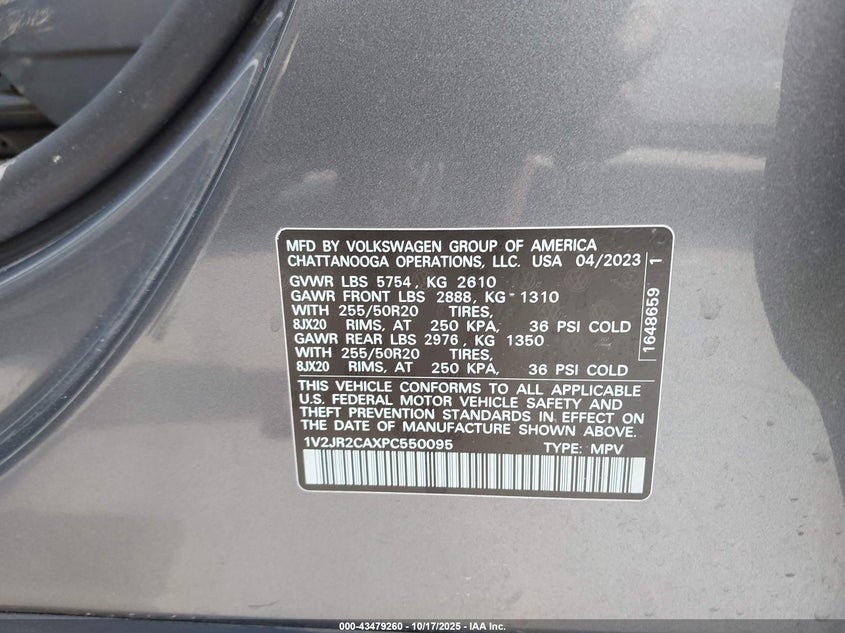 MFD BY VOLKSWAGEN GROUP OF AMERICA
CHATTANOOGA OPERATIONS, LLC. USA 04/2023
GVWR LBS 5754, KG 2610
GAWR FRONT LBS 2888, KG 1310
WITH 255/50R20 TIRES,
8JX20 RIMS, AT 250 KPA, 36 PSI COLD
GAWR REAR LBS 2976, KG 1350
WITH 255/50R20 TIRES,
8JX20 RIMS, AT 250 KPA, 36 PSI COLD
THIS VEHICLE CONFORMS TO ALL APPLICABLE
U.S. FEDERAL MOTOR VEHICLE SAFETY AND
THEFT PREVENTION STANDARDS IN EFFECT ON
THE DATE OF MANUFACTURE SHOWN ABOVE.
1V2JR2CAXPC550095 TYPE: MPV
1648659 1
000-43479260 - 10/17/2025 - IAA Inc.